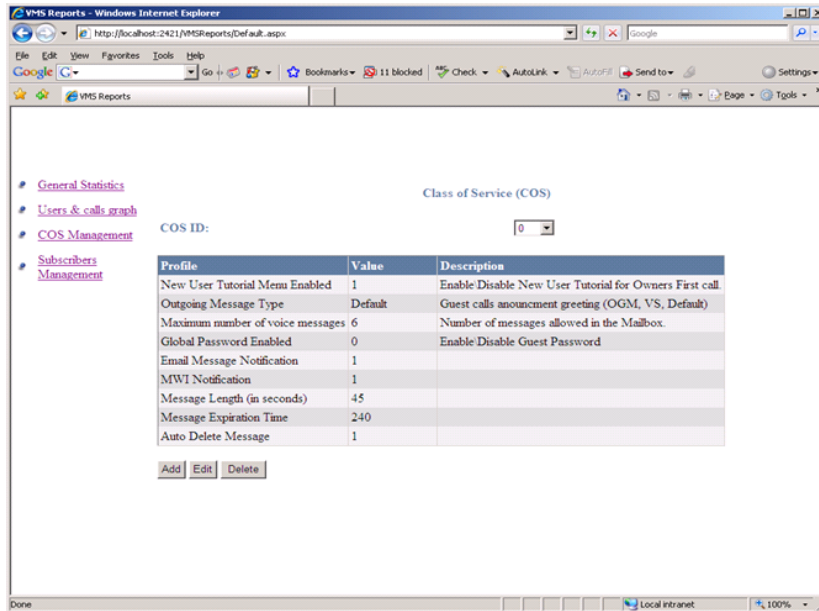 VMS Reports - Windows Internet Explorer
http://localhost:2421/VMSReports/Default.aspx
Google
File Edit View Favorites Tools Help
Google G Go Bookmarks 11 blocked Check AutoLink AutoFill Send to Settings
VMS Reports Page Tools
General Statistics
Users & calls graph
COS Management
Subscribers
Management
Class of Service (COS)
COS ID: 0
Profile Value Description
New User Tutorial Menu Enabled 1 Enable\Disable New User Tutorial for Owners First call.
Outgoing Message Type Default Guest calls anouncment greeting (OGM, VS, Default)
Maximum number of voice messages 6 Number of messages allowed in the Mailbox.
Global Password Enabled 0 Enable\Disable Guest Password
Email Message Notification 1
MWI Notification 1
Message Length (in seconds) 45
Message Expiration Time 240
Auto Delete Message 1
Add Edit Delete
Done Local intranet 100%